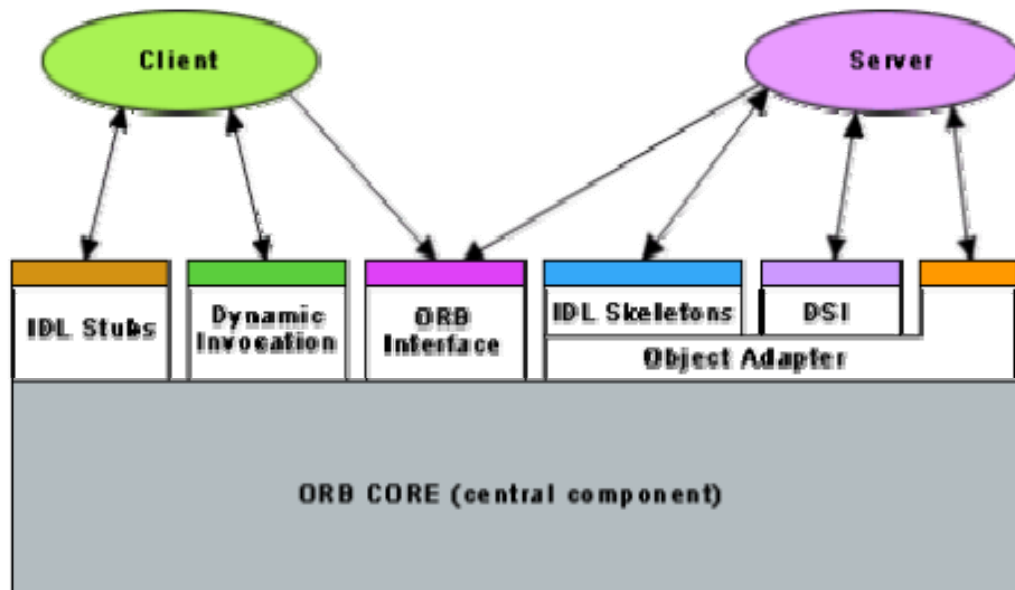 Client
Server
IDL Stubs
Dynamic
Invocation
ORB
Interface
IDL Skeletons
DSI
Object Adapter
ORB CORE (central component)